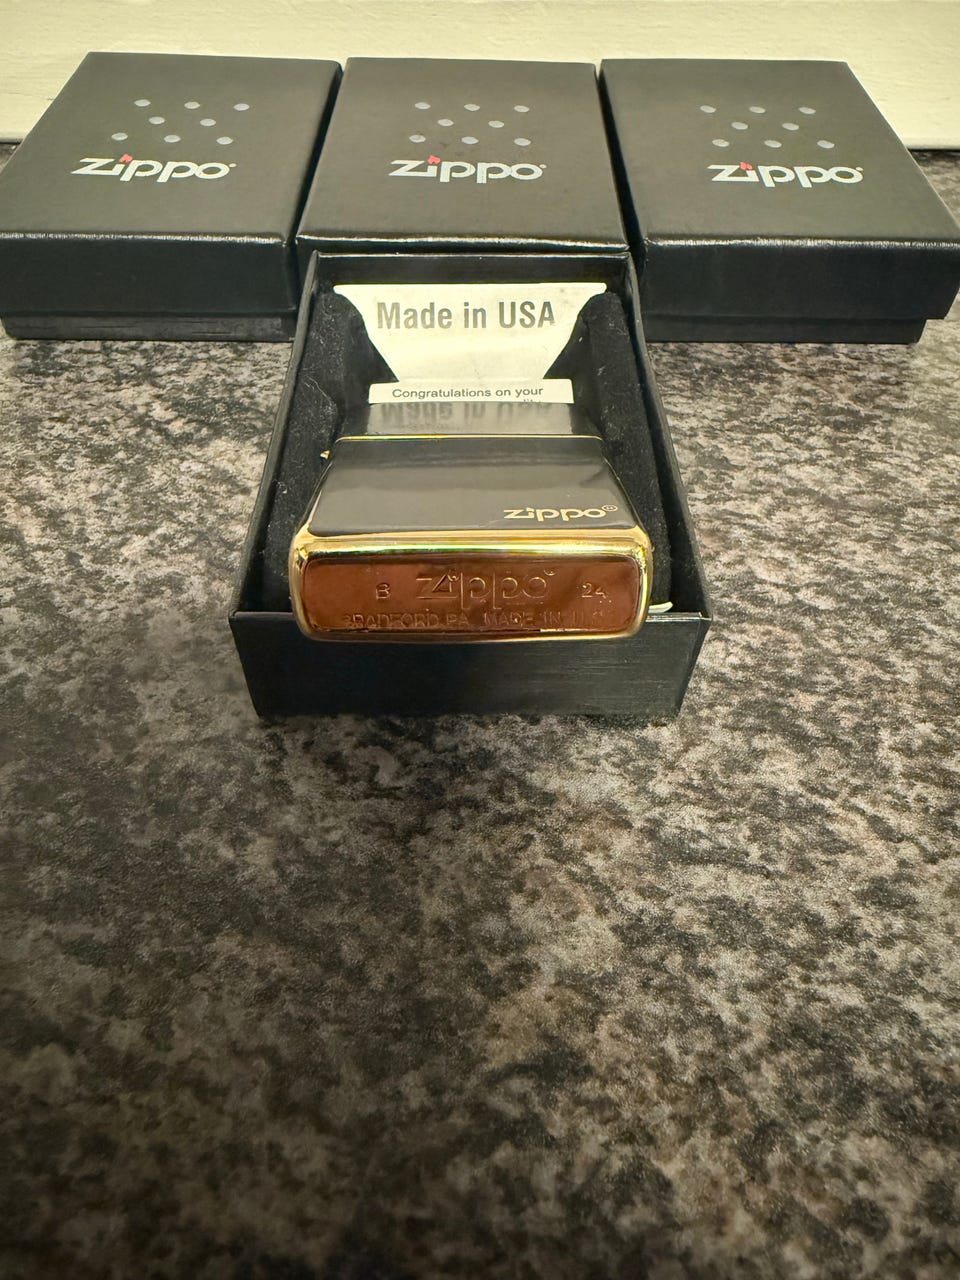 zippo
zippo
zippo
Made in USA
Congratulations on your
zippo®
B zippo 24
BRADFORD.PA. MADE IN U.S.A.